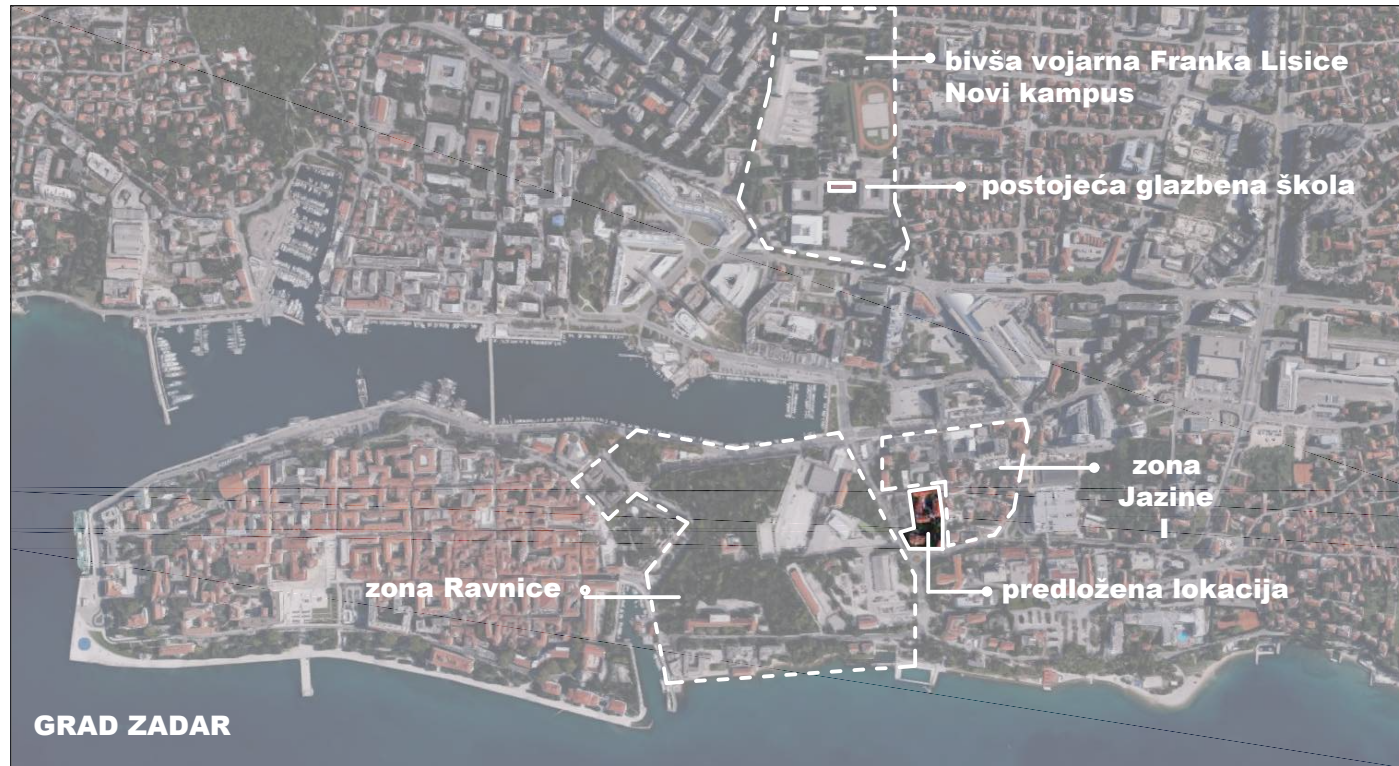 bivša vojarna Franka Lisice
Novi kampus
postojeća glazbena škola
zona
Jazine
I
zona Ravnice
predložena lokacija
GRAD ZADAR